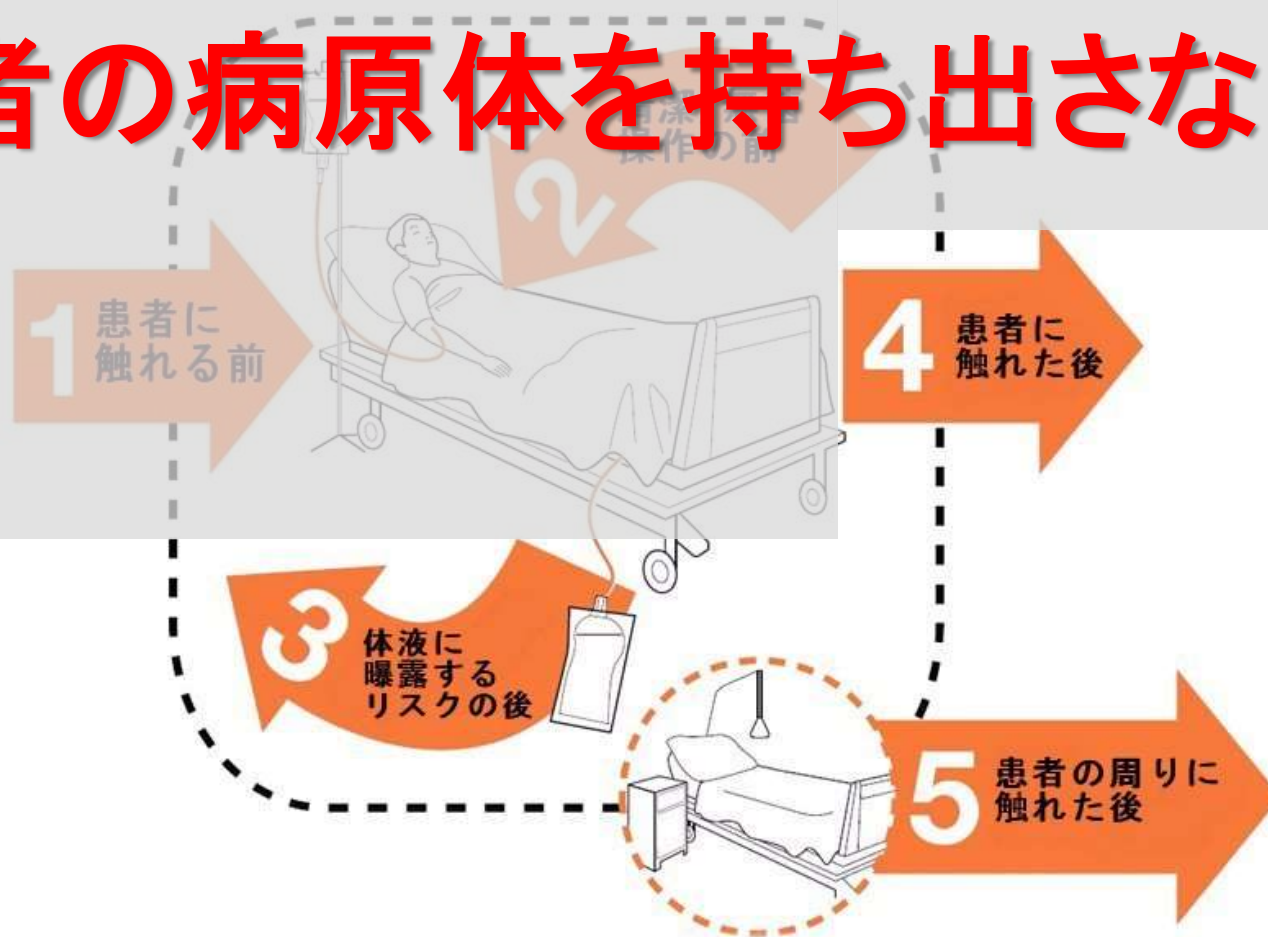 者の病原体を持ち出さな
2
操作の前
1
患者に
触れる前
4
患者に
触れた後
3
体液に
曝露する
リスクの後
5
患者の周りに
触れた後